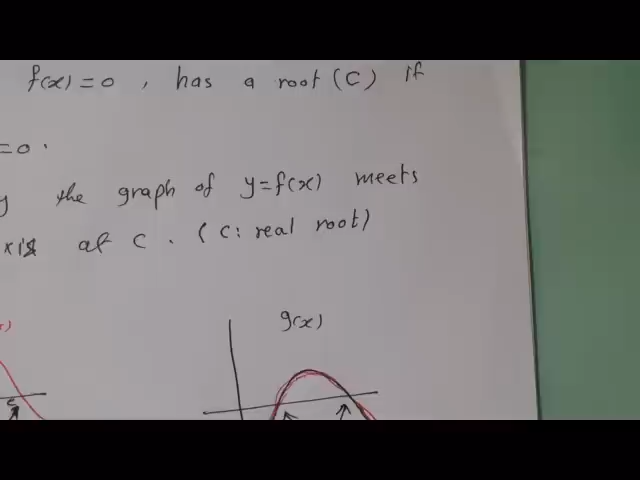 f(x) = 0 , has a root (C) if
= 0 .
the graph of y = f(x) meets
at C . ( C : real root)
g(x)
c